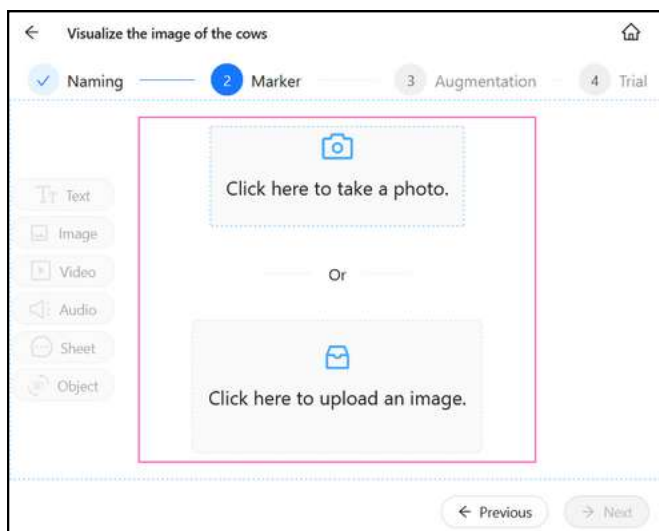 Visualize the image of the cows
Naming 2 Marker 3 Augmentation 4 Trial
Click here to take a photo.
Text
Image
Video
Or
Audio
Sheet
Object
Click here to upload an image.
Previous Next